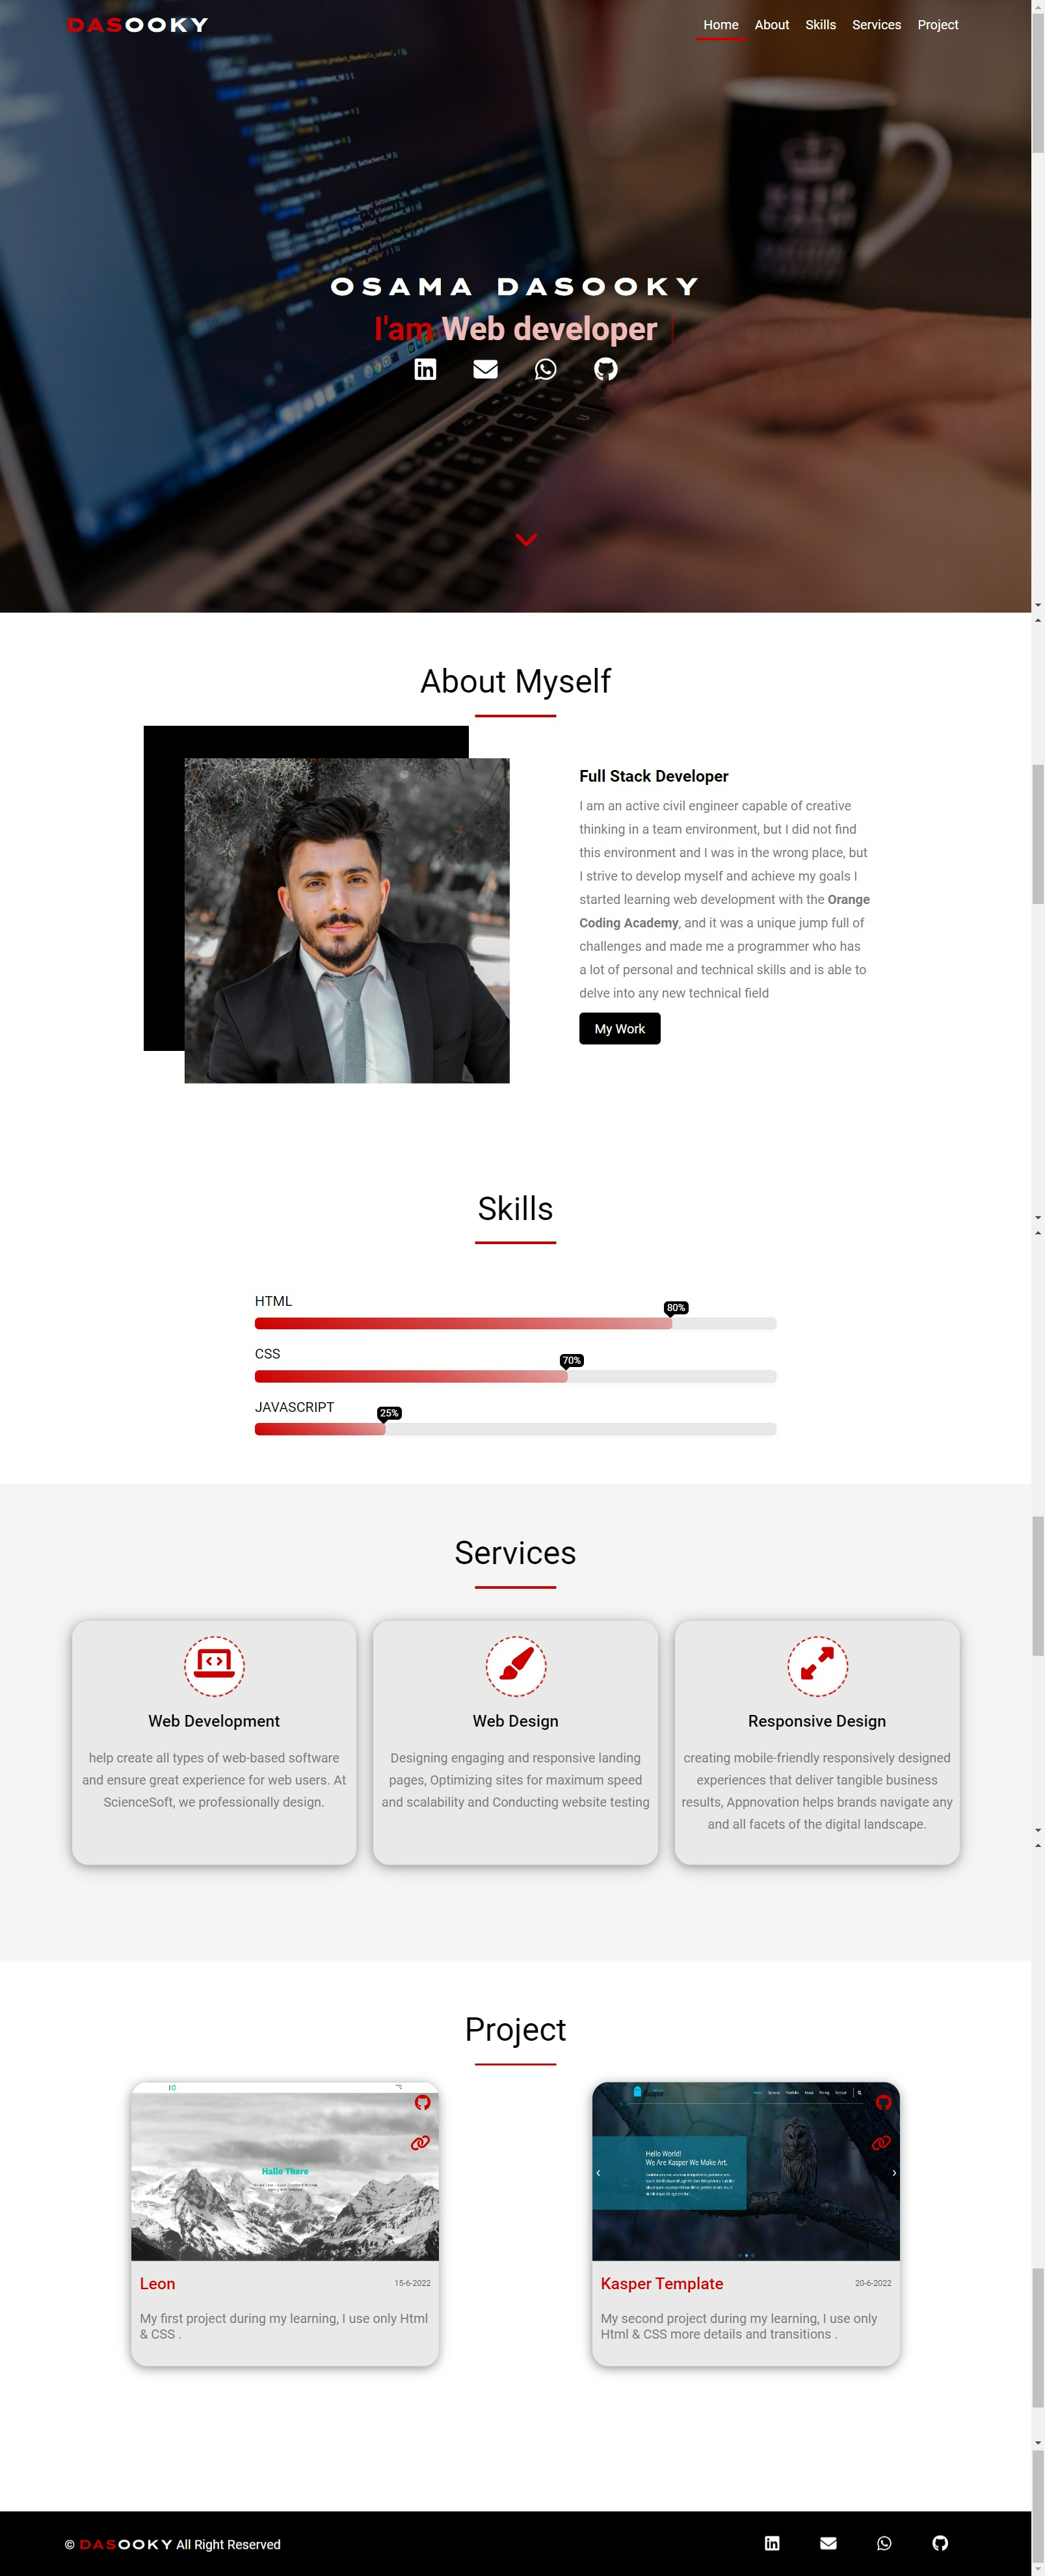 DASOOKY
Home About Skills Services Project
OSAMA DASOOKY
I'am Web developer
About Myself
Full Stack Developer
I am an active civil engineer capable of creative
thinking in a team environment, but I did not find
this environment and I was in the wrong place, but
I strive to develop myself and achieve my goals I
started learning web development with the Orange
Coding Academy, and it was a unique jump full of
challenges and made me a programmer who has
a lot of personal and technical skills and is able to
delve into any new technical field
My Work
Skills
HTML
80%
CSS
70%
JAVASCRIPT
25%
Services
Web Development
help create all types of web-based software
and ensure great experience for web users. At
ScienceSoft, we professionally design.
Web Design
Designing engaging and responsive landing
pages, Optimizing sites for maximum speed
and scalability and Conducting website testing
Responsive Design
creating mobile-friendly responsively designed
experiences that deliver tangible business
results, Appnovation helps brands navigate any
and all facets of the digital landscape.
Project
Hallo There
Leon
15-6-2022
My first project during my learning, I use only Html
& CSS .
Hello World!
We Are Kasper We Make Art.
Kasper Template
20-6-2022
My second project during my learning, I use only
Html & CSS more details and transitions .
© DASOOKY All Right Reserved